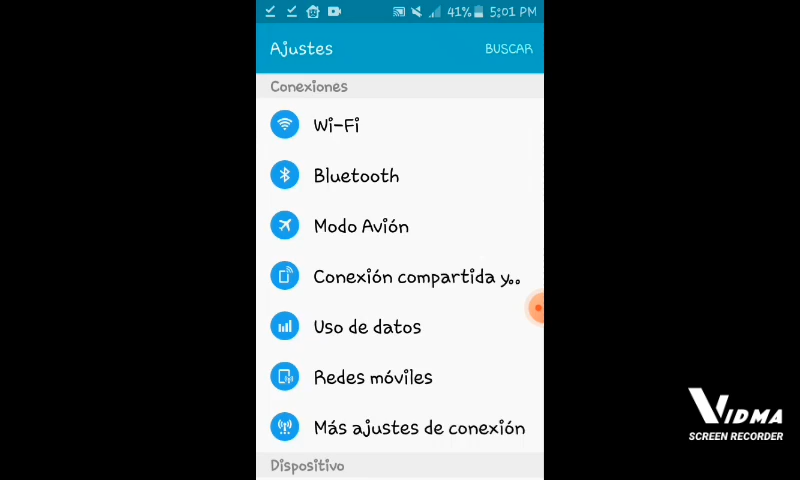 41% 5:01 PM
Ajustes BUSCAR
Conexiones
Wi-Fi
Bluetooth
Modo Avión
Conexión compartida y..
Uso de datos
Redes móviles
Más ajustes de conexión
Dispositivo
VIDMA
SCREEN RECORDER